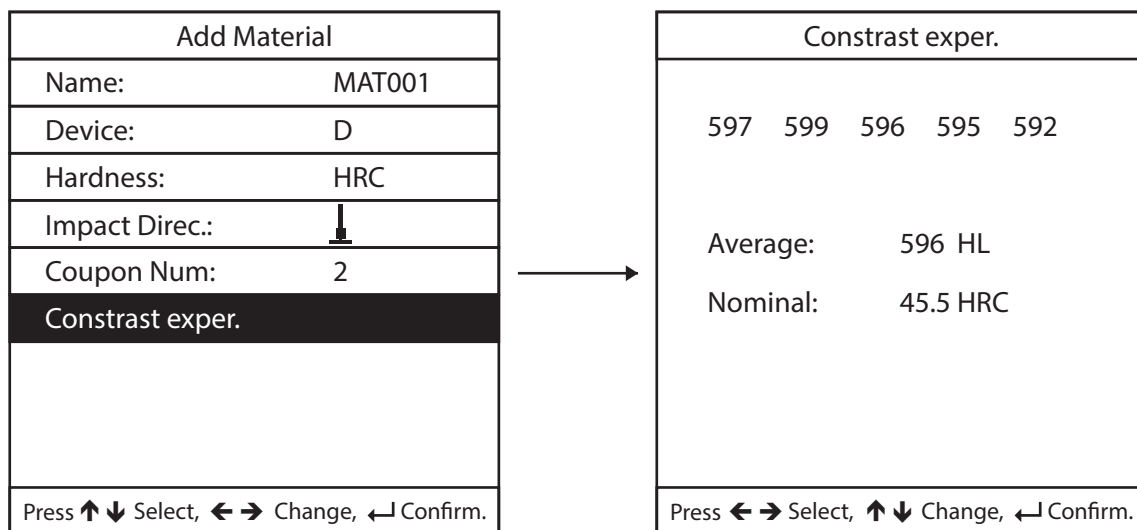 Add Material
Name: MAT001
Device: D
Hardness: HRC
Impact Direc.:
Coupon Num: 2
Constrast exper.
Press ↑ ↓ Select, ← → Change, ↵ Confirm.
Constrast exper.
597 599 596 595 592
Average: 596 HL
Nominal: 45.5 HRC
Press ← → Select, ↑ ↓ Change, ↵ Confirm.